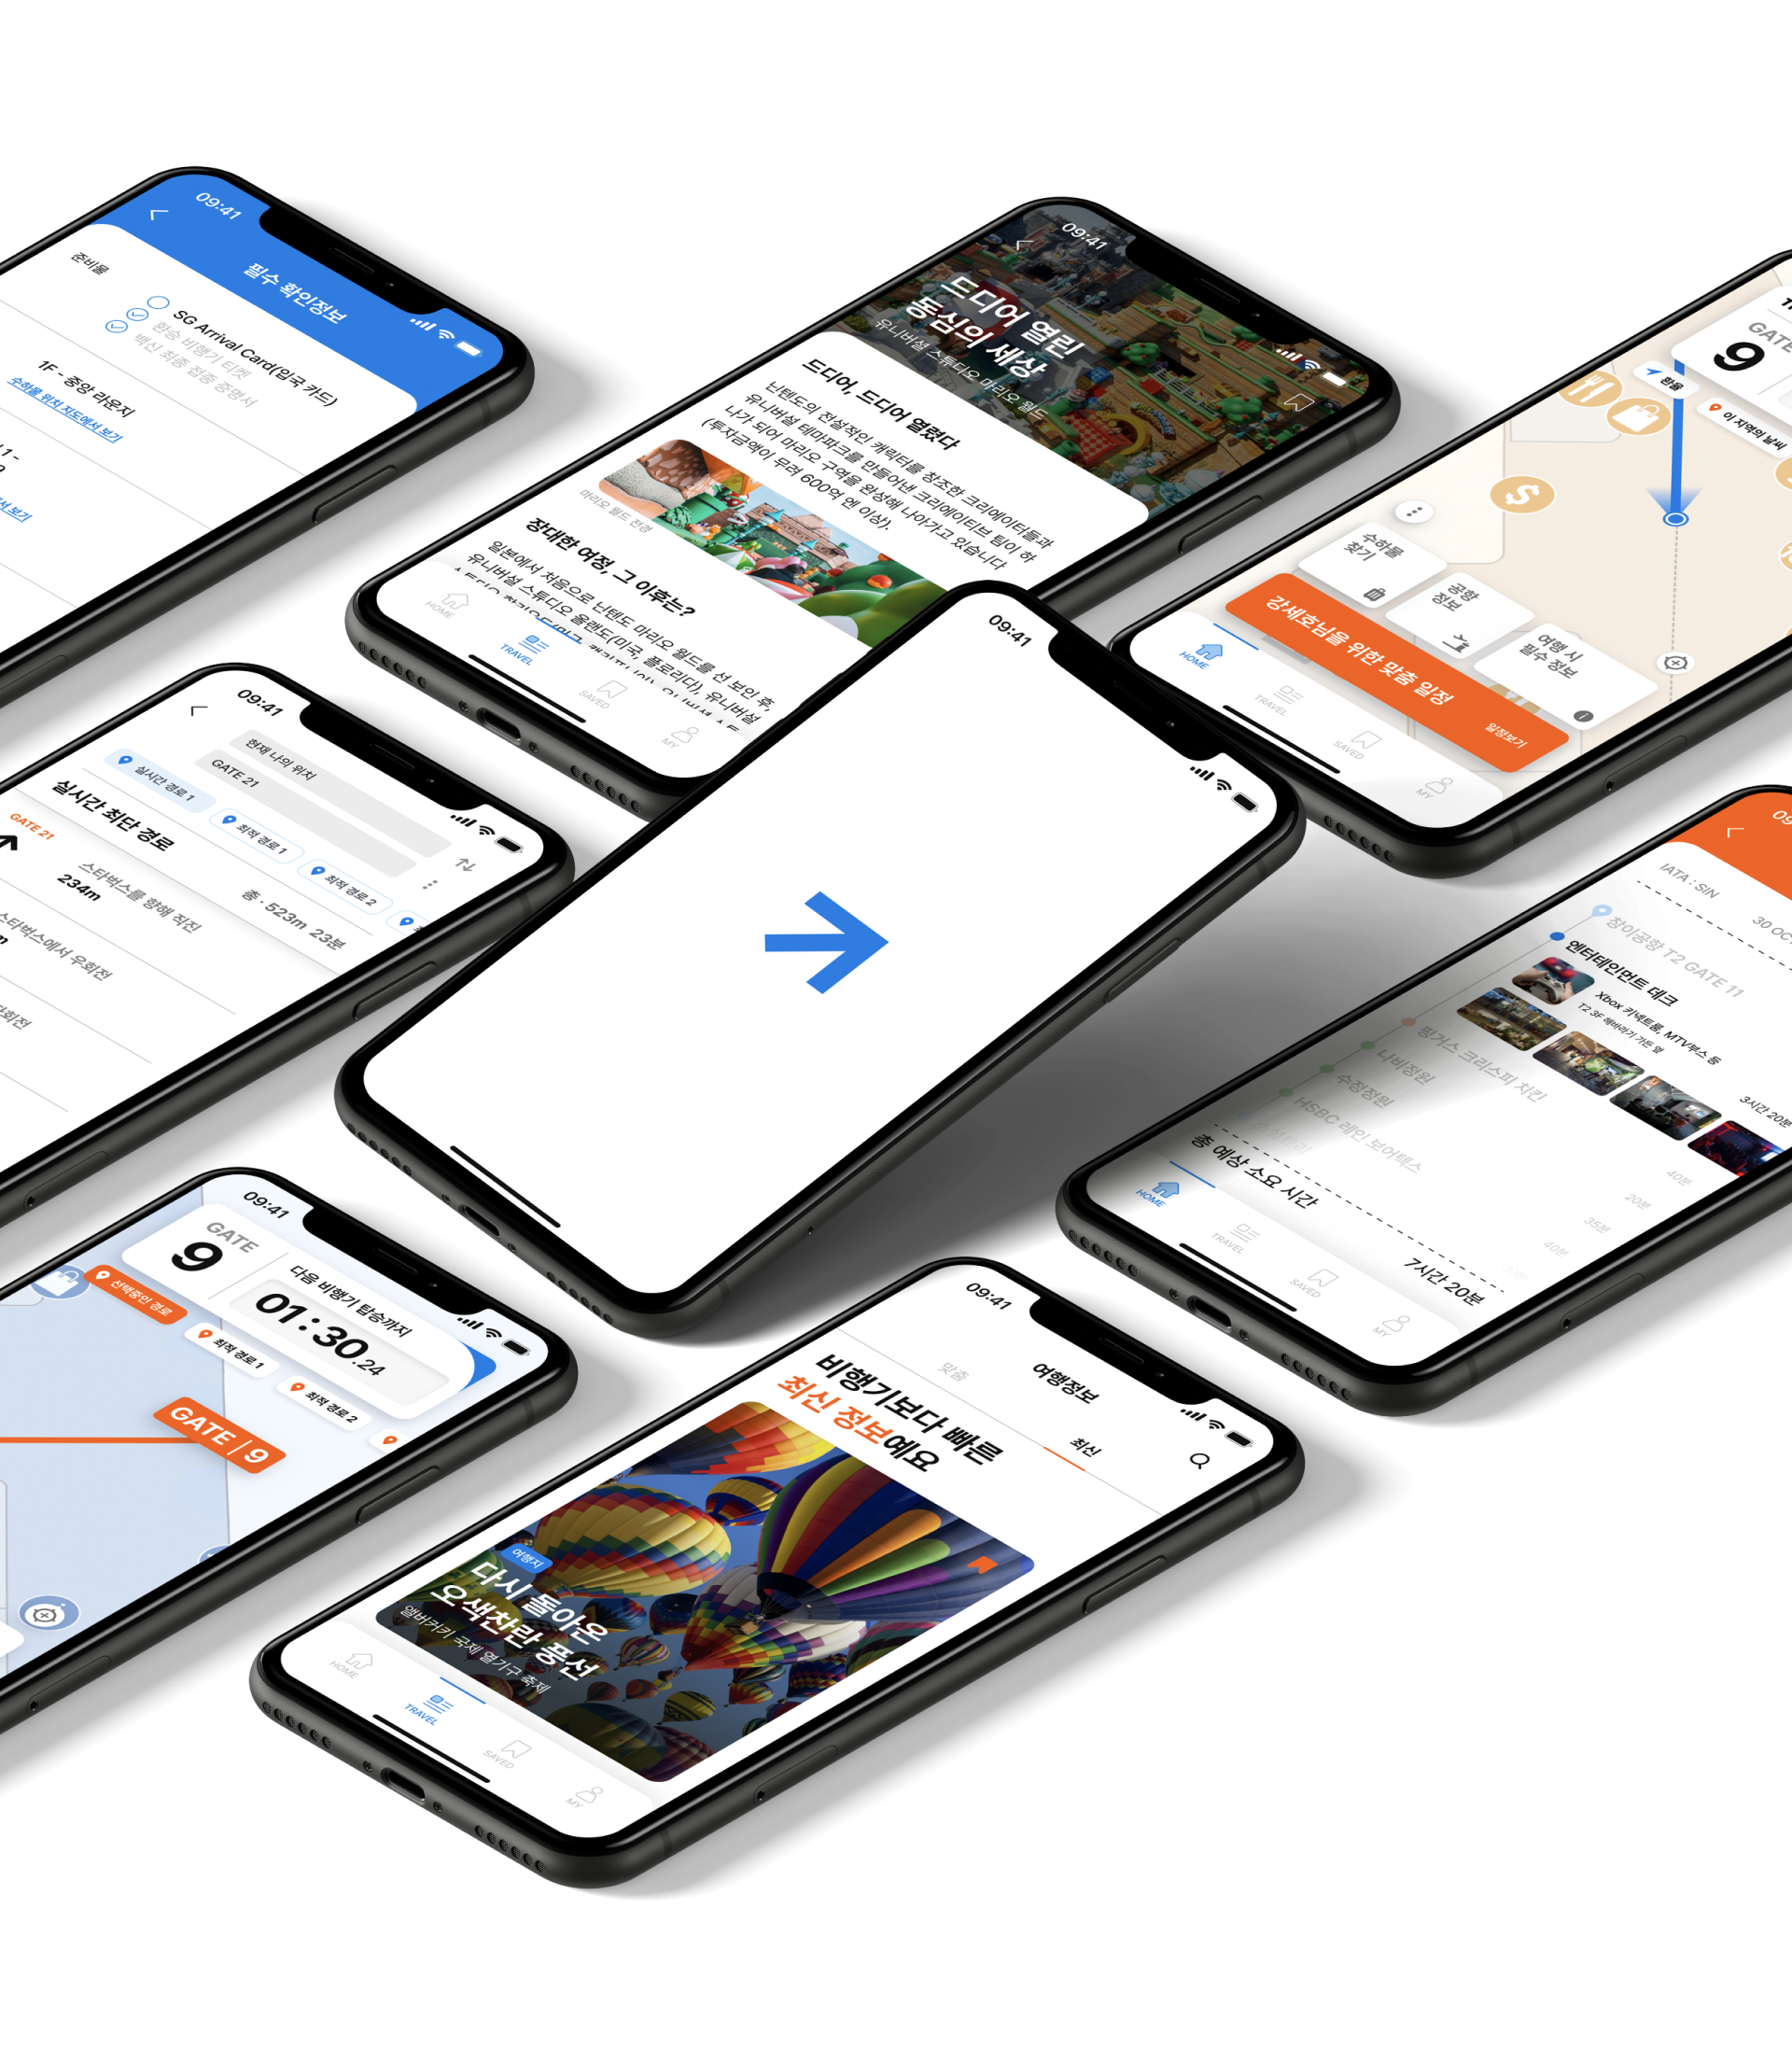 09:41
필수 확인정보
준비물
SG Arrival Card(입국 카드)
환승 비행기 티켓
백신 최종 접종 증명서
1F - 중앙 라운지
수하물 위치 지도에서 보기
09:41
드디어 열린
동심의 세상
유니버설 스튜디오 마리오 월드
드디어, 드디어 열렸다
닌텐도의 전설적인 캐릭터를 창조한 크리에이터들과
유니버설 테마파크를 만들어낸 크리에이티브 팀이 하
나가 되어 마리오 구역을 완성해 나아가고 있습니다
(투자금액이 무려 600억 엔 이상).
마리오 월드 전경
장대한 여정, 그 이후는?
일본에서 처음으로 닌텐도 마리오 월드를 선 보인 후,
유니버설 스튜디오 올랜도(미국, 플로리다), 유니버설
HOME
TRAVEL
SAVED
MY
GATE
9
환율
이 지역의 날씨
수하물
찾기
공항
정보
여행 시
필수 정보
강세호님을 위한 맞춤 일정
일정보기
HOME
TRAVEL
SAVED
MY
09:41
현재 나의 위치
GATE 21
실시간 경로 1
최적 경로 1
최적 경로 2
실시간 최단 경로
총 · 523m 23분
GATE 21
스타벅스를 향해 직진
234m
스타벅스에서 우회전
09:41
IATA : SIN
30 OC
창이공항 T2 GATE 11
엔터테인먼트 데크
Xbox 키넥트룸, MTV부스 등
T2 3F 해바라기 가든 옆
3시간 20분
핑거스 크리스피 치킨
40분
나비정원
20분
수정정원
35분
HSBC 레인 보어텍스
40분
총 예상 소요 시간
7시간 20분
HOME
TRAVEL
SAVED
MY
09:41
GATE
9
다음 비행기 탑승까지
01:30.24
선택중인 경로
최적 경로 1
최적 경로 2
GATE | 9
09:41
여행정보
맞춤
최신
비행기보다 빠른
최신 정보예요
여행지
다시 돌아온
오색찬란 풍선
앨버커키 국제 열기구 축제
HOME
TRAVEL
SAVED
MY